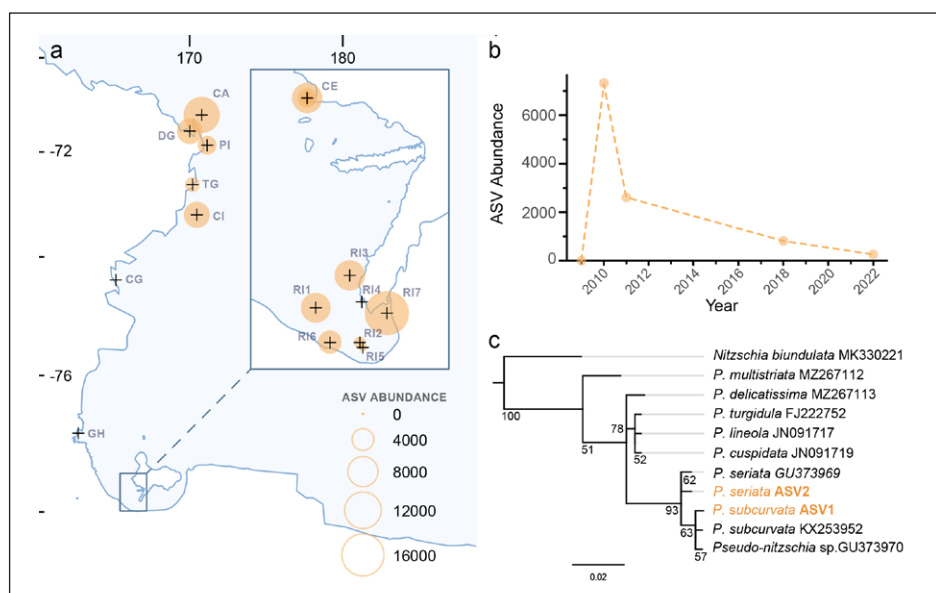 a
170
180
-72
-76
CA
DG
PI
TG
CI
CG
GH
CE
RI3
RI4
RI7
RI1
RI6
RI2
RI5
ASV ABUNDANCE
0
4000
8000
12000
16000
b
ASV Abundance
6000
4000
2000
0
2010
2012
2014
2016
2018
2020
2022
Year
c
Nitzschia biundulata MK330221
P. multistriata MZ267112
P. delicatissima MZ267113
P. turgidula FJ222752
P. lineola JN091717
P. cuspidata JN091719
P. seriata GU373969
P. seriata ASV2
P. subcurvata ASV1
P. subcurvata KX253952
Pseudo-nitzschia sp.GU373970
100
51
78
52
62
93
63
57
0.02